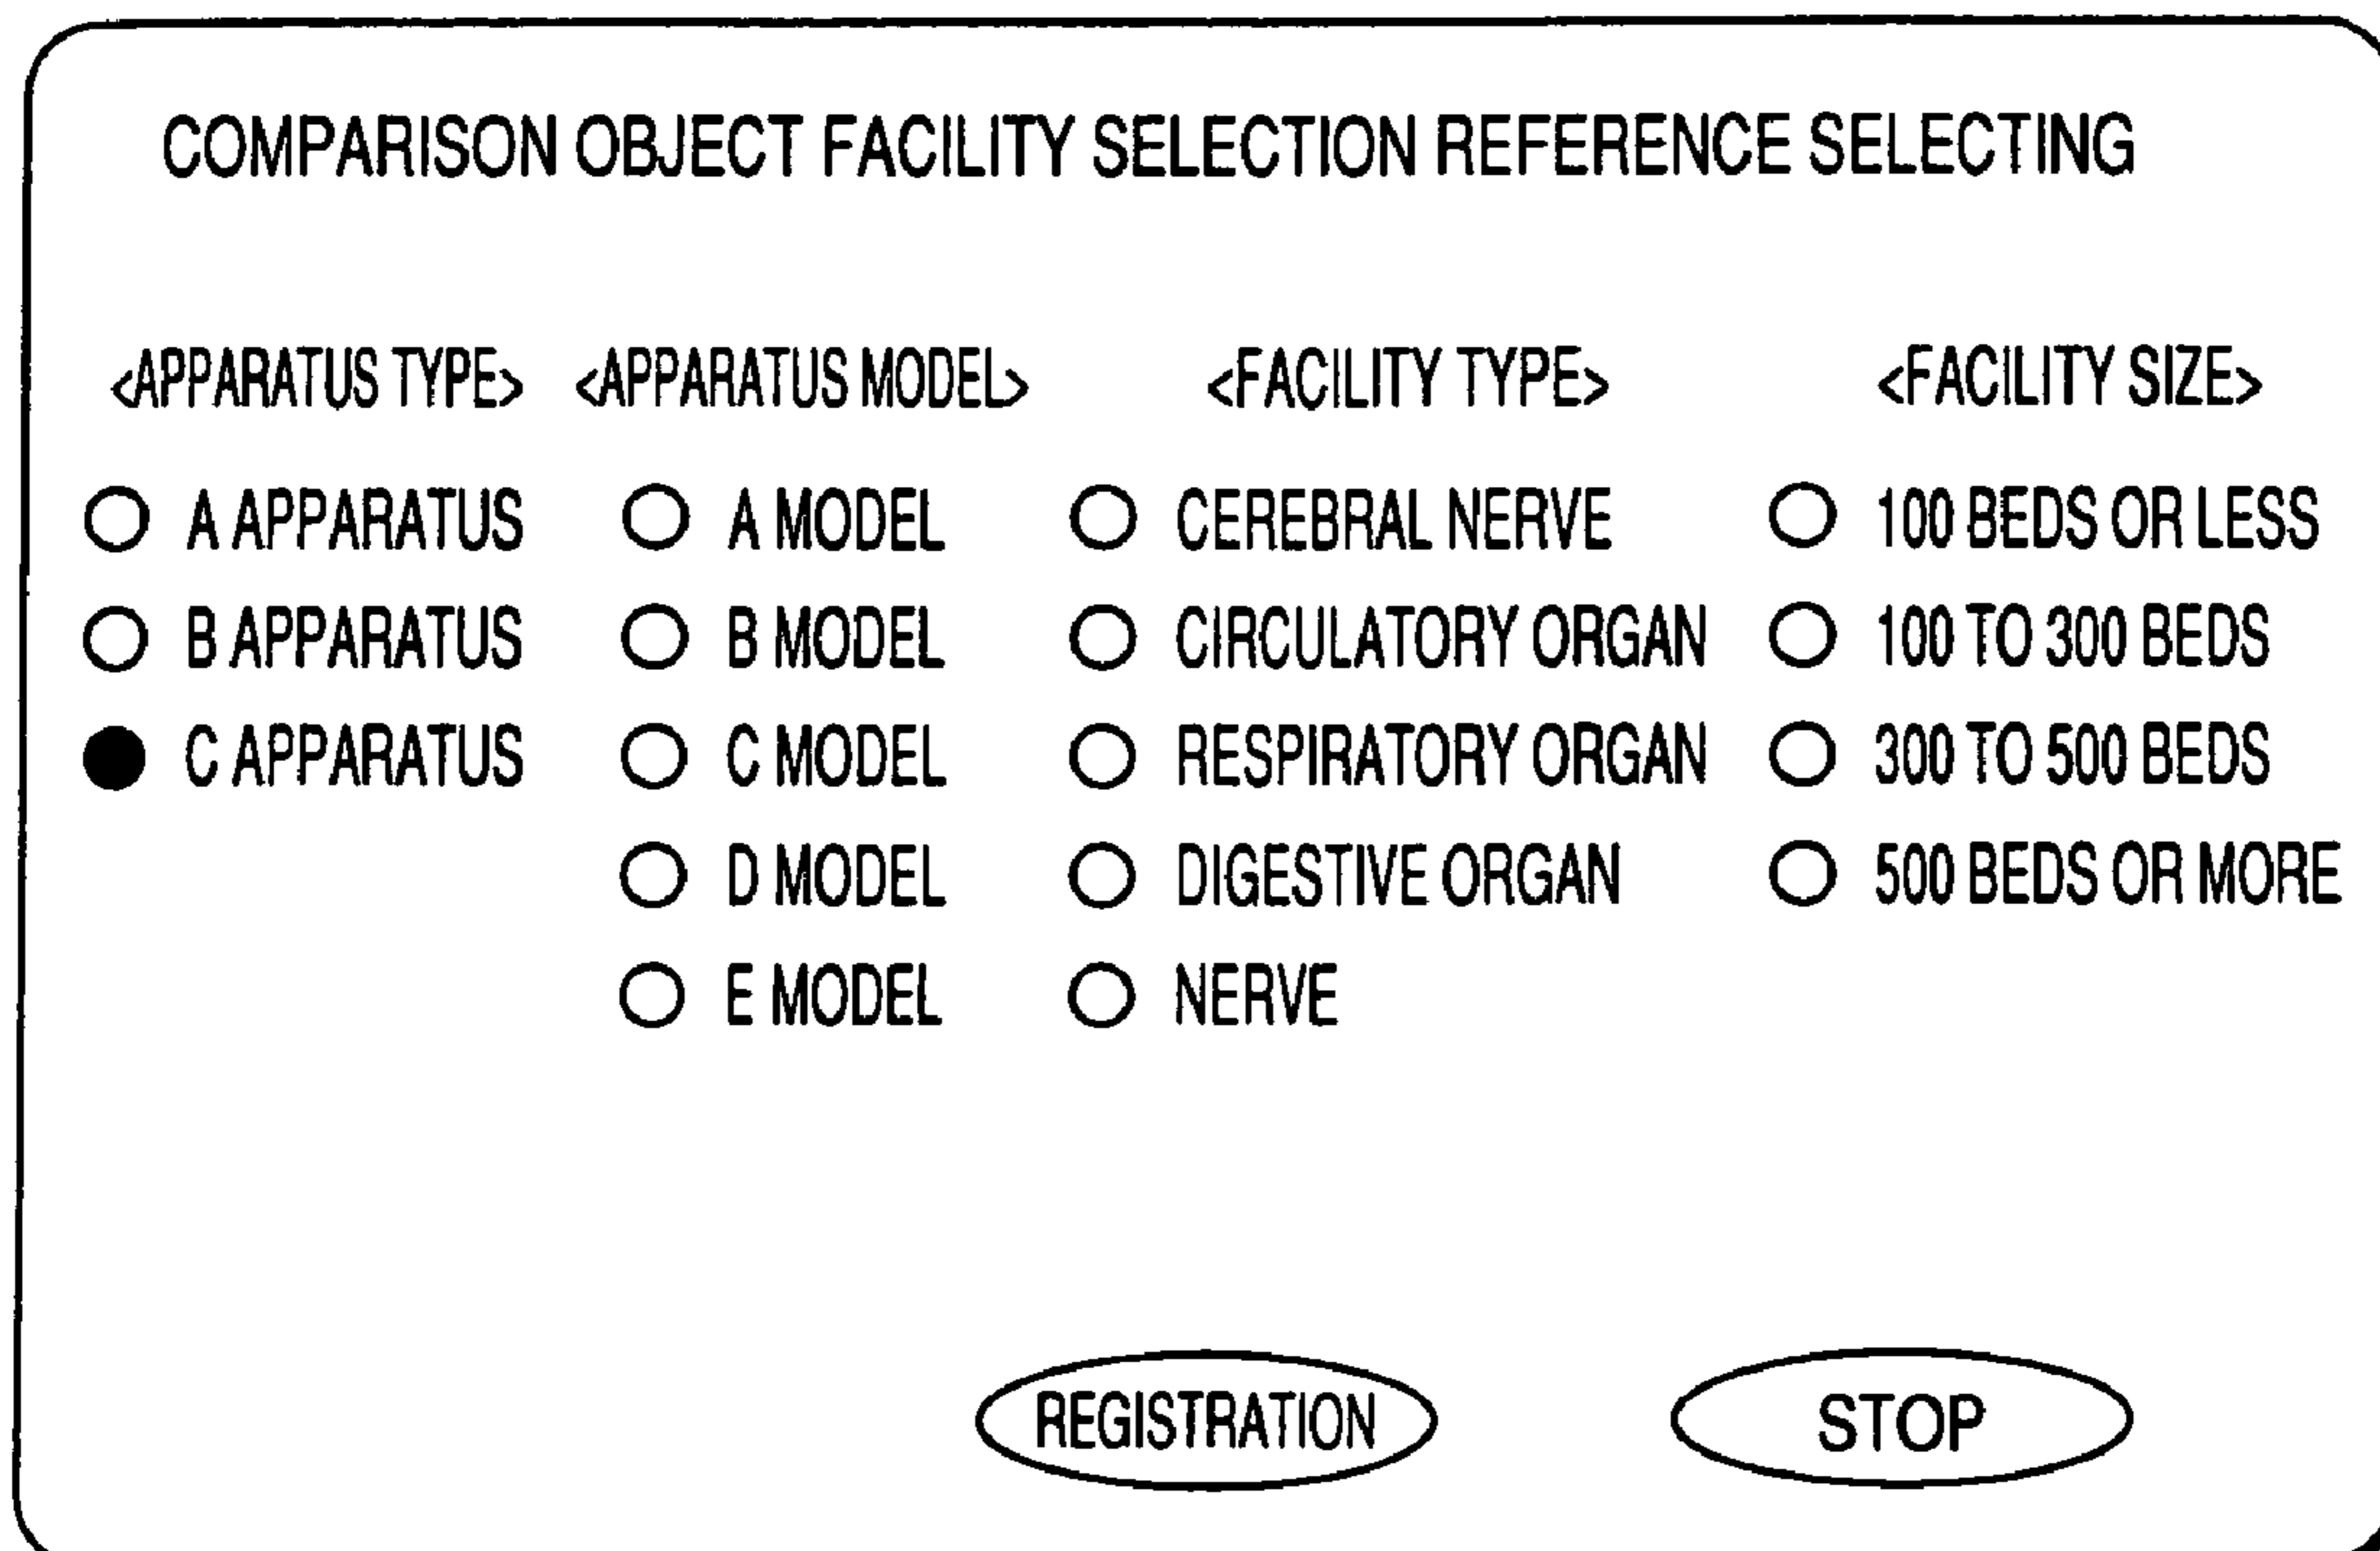 COMPARISON OBJECT FACILITY SELECTION REFERENCE SELECTING
<APPARATUS TYPE> <APPARATUS MODEL> <FACILITY TYPE> <FACILITY SIZE>
A APPARATUS A MODEL CEREBRAL NERVE 100 BEDS OR LESS
B APPARATUS B MODEL CIRCULATORY ORGAN 100 TO 300 BEDS
C APPARATUS C MODEL RESPIRATORY ORGAN 300 TO 500 BEDS
D MODEL DIGESTIVE ORGAN 500 BEDS OR MORE
E MODEL NERVE
REGISTRATION STOP